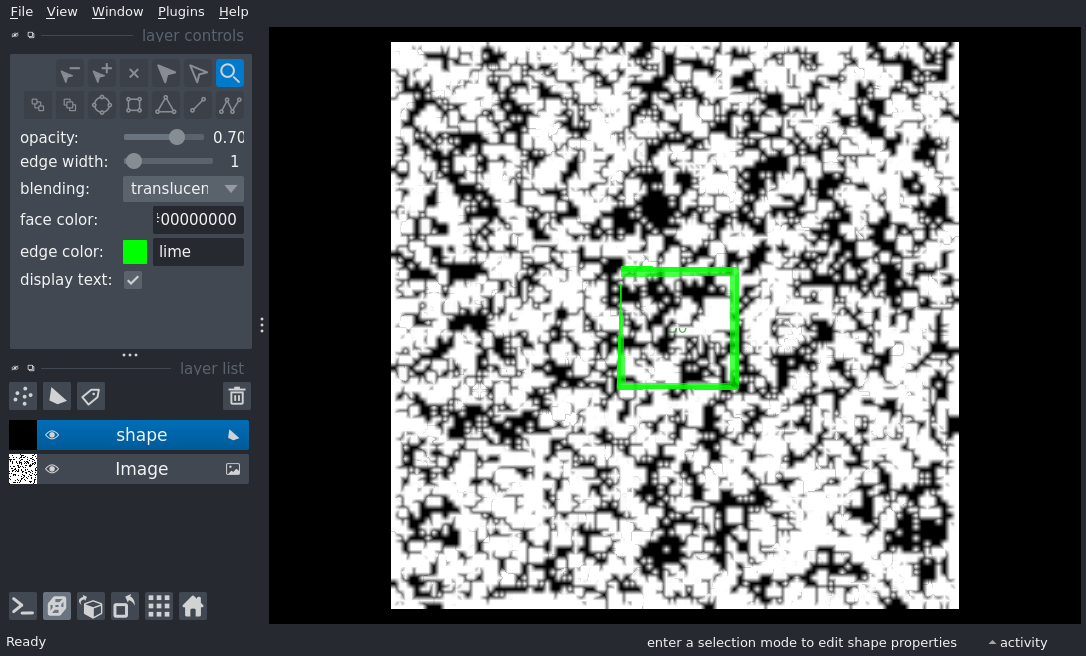 File View Window Plugins Help
layer controls
opacity: 0.70
edge width: 1
blending: translucen
face color: 00000000
edge color: lime
display text:
layer list
shape
Image
Ready
enter a selection mode to edit shape properties
activity